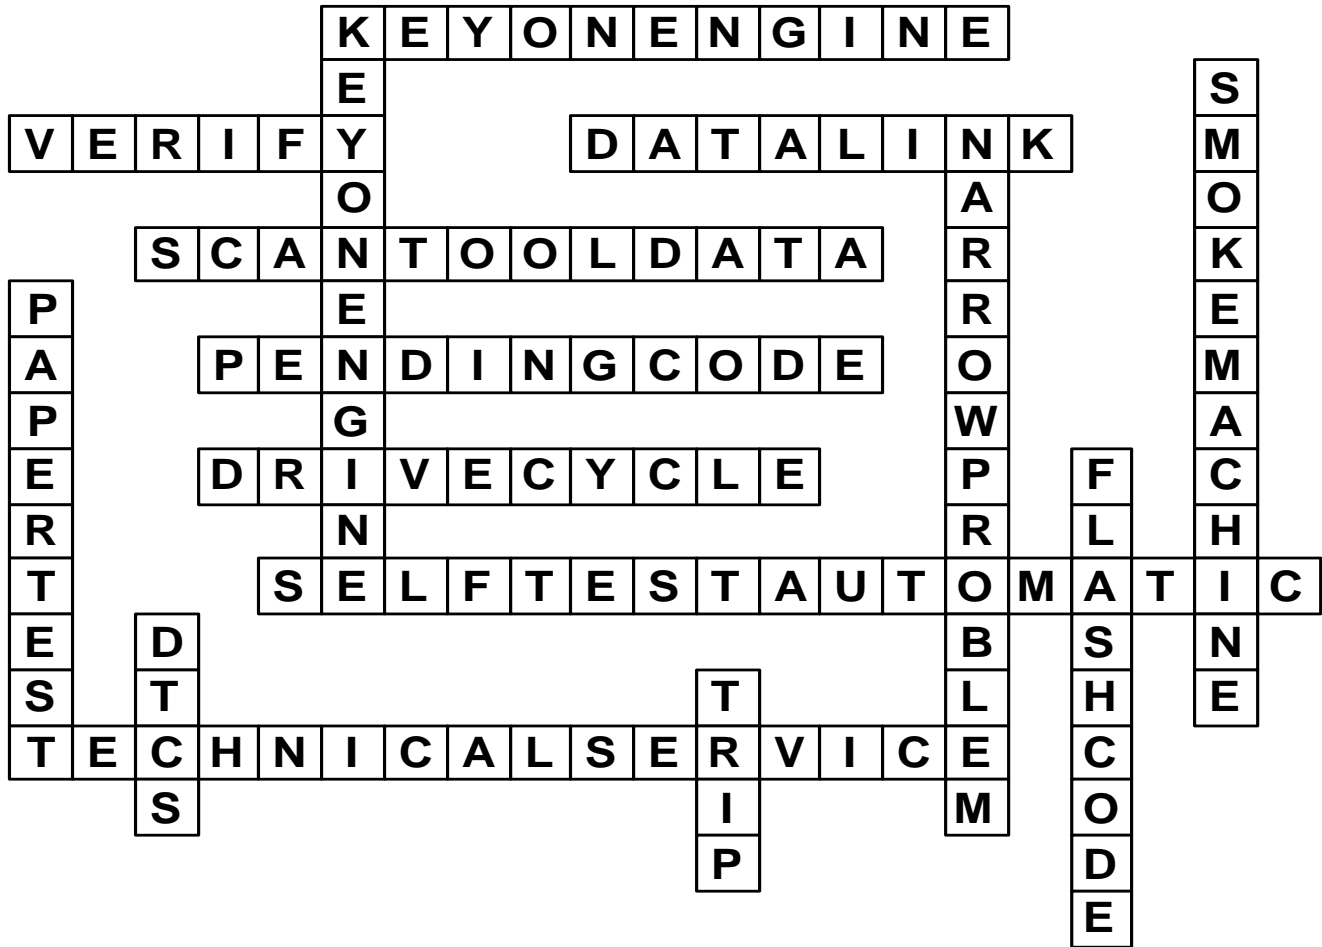 KEYONENGINE
VERIFY
DATALINK
SCANTOOLDATA
PENDINGCODE
DRIVECYCLE
SELFTESTAUTOMATIC
TECHNICALSERVICE
KEYONENGINE
SMOKEMACHINE
NARROWPROBLEM
PAPERTEST
FLASHCODE
DTCS
TRIP